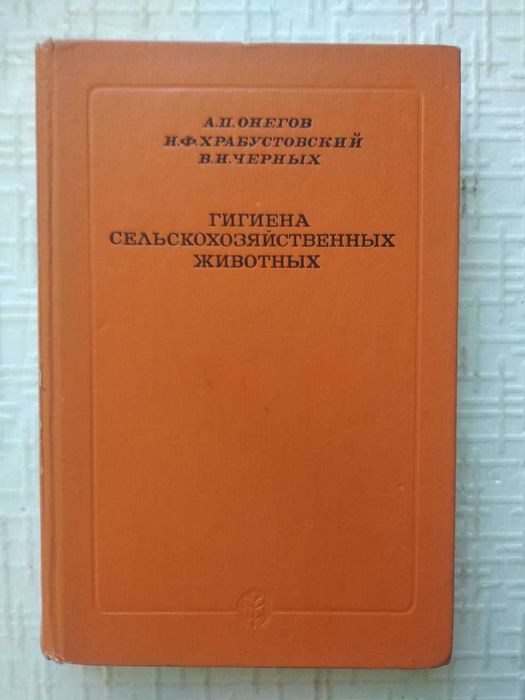 А.П.ОНЕГОВ
И.Ф.ХРАБУСТОВСКИЙ
В.И.ЧЕРНЫХ
ГИГИЕНА
СЕЛЬСКОХОЗЯЙСТВЕННЫХ
ЖИВОТНЫХ